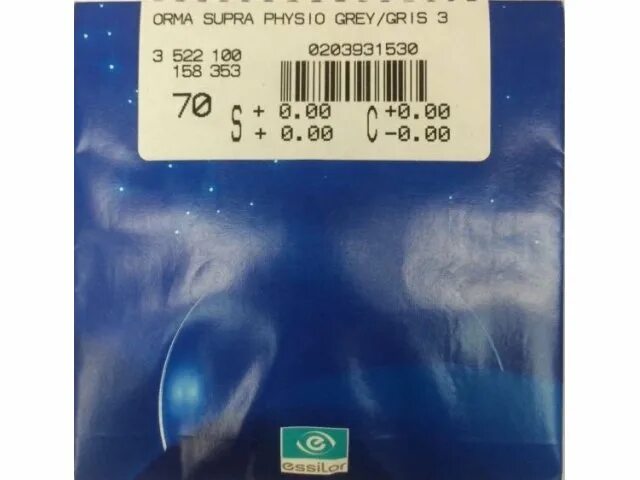 ORMA SUPRA PHYSIO GREY/GRIS 3
3 522 100 0203931530
158 353
70 S + 0.00 C +0.00
+ 0.00 -0.00
essilor